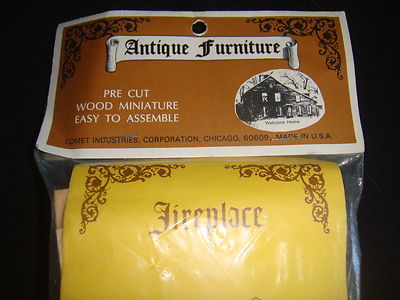 Antique Furniture
PRE CUT
WOOD MINIATURE
EASY TO ASSEMBLE
Welcome Home
COMET INDUSTRIES, CORPORATION, CHICAGO, 60609, MADE IN U.S.A.
Fireplace